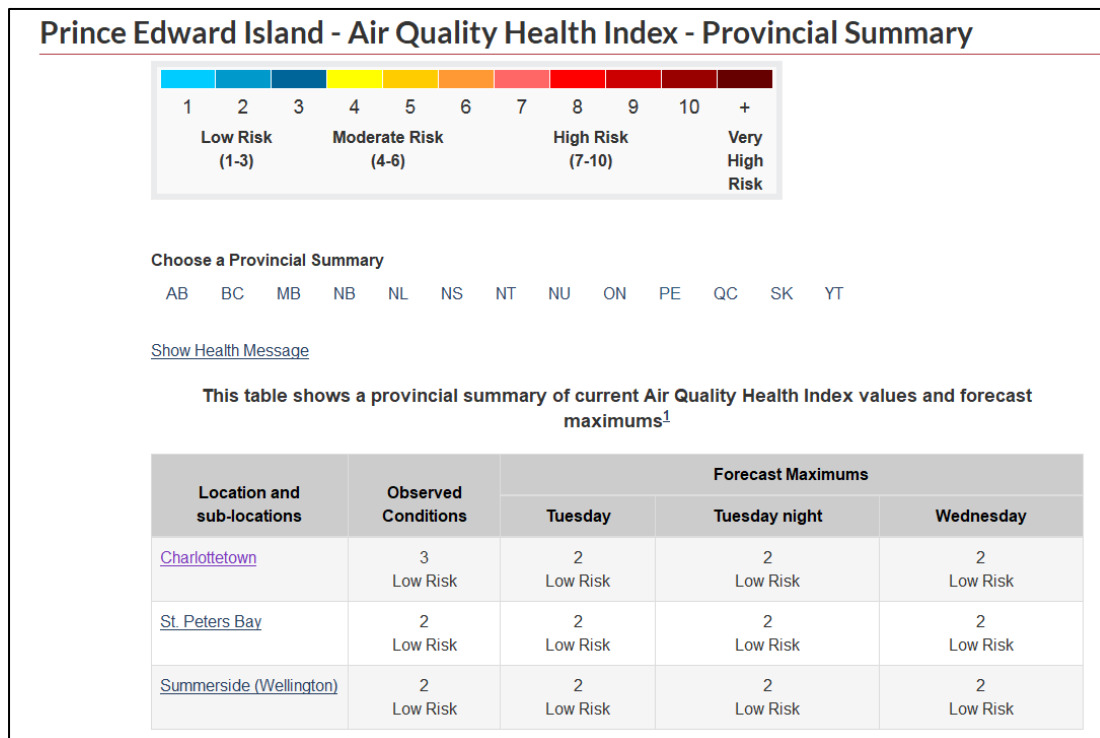 Prince Edward Island - Air Quality Health Index - Provincial Summary
1 2 3 4 5 6 7 8 9 10 +
Low Risk
(1-3)
Moderate Risk
(4-6)
High Risk
(7-10)
Very
High
Risk
Choose a Provincial Summary
AB BC MB NB NL NS NT NU ON PE QC SK YT
Show Health Message
This table shows a provincial summary of current Air Quality Health Index values and forecast
maximums1
Location and
sub-locations
Observed
Conditions
Forecast Maximums
Tuesday Tuesday night Wednesday
Charlottetown 3 2 2 2
Low Risk Low Risk Low Risk Low Risk
St. Peters Bay 2 2 2 2
Low Risk Low Risk Low Risk Low Risk
Summerside (Wellington) 2 2 2 2
Low Risk Low Risk Low Risk Low Risk